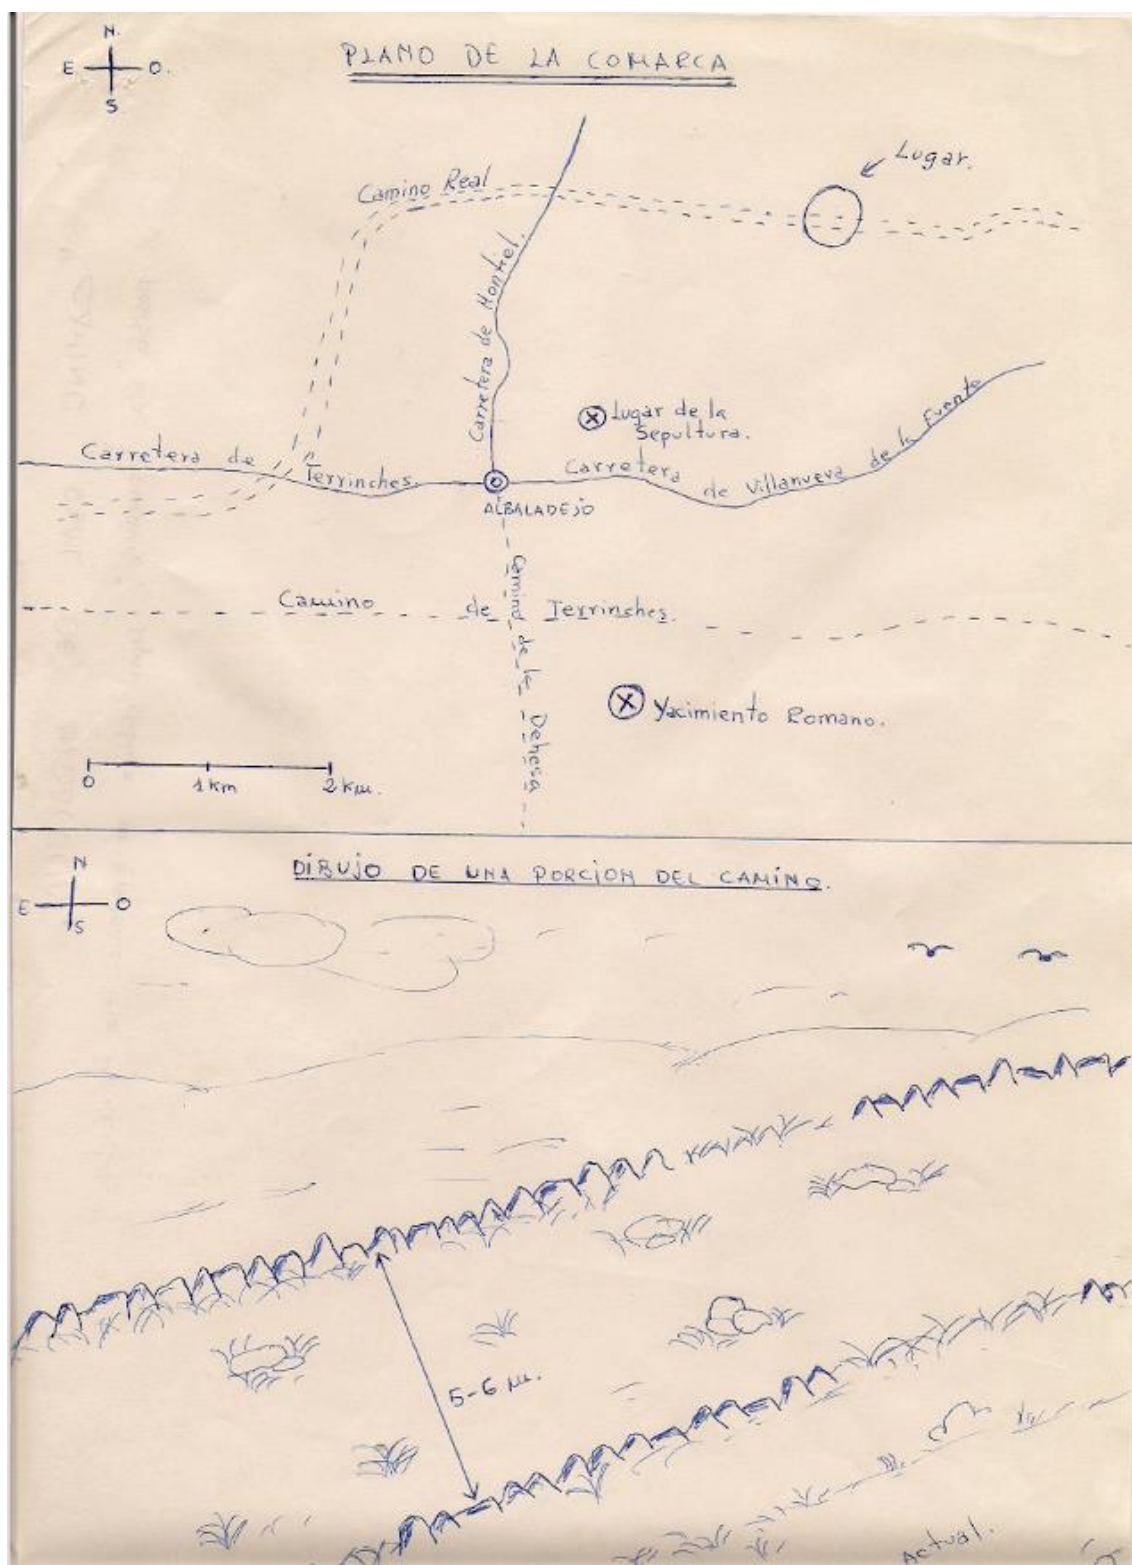 N.
E O.
S
PLANO DE LA COMARCA
Lugar.
Camino Real
Carretera de Montiel.
Lugar de la
Sepultura.
Carretera de Terrinches.
Carretera de Villanueva de la Fuente
ALBALADEJO
Camino de Terrinches.
Camino de la Dehesa
Yacimiento Romano.
0 1 km 2 km.
N
E O
S
DIBUJO DE UNA PORCION DEL CAMINO.
5-6 m.
Actual.